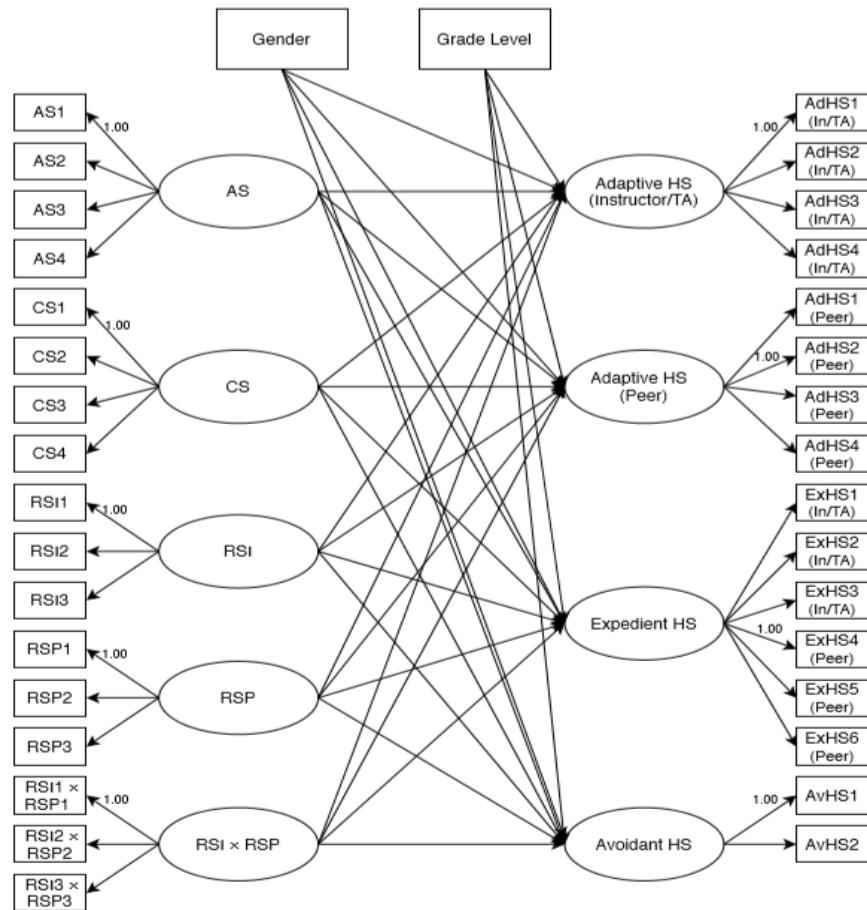 Gender
Grade Level
AS1
AS2
AS3
AS4
1.00
AS
CS1
CS2
CS3
CS4
1.00
CS
RSI1
RSI2
RSI3
1.00
RSI
RSP1
RSP2
RSP3
1.00
RSP
RSI1 ×
RSP1
RSI2 ×
RSP2
RSI3 ×
RSP3
1.00
RSI × RSP
Adaptive HS
(Instructor/TA)
1.00
AdHS1
(In/TA)
AdHS2
(In/TA)
AdHS3
(In/TA)
AdHS4
(In/TA)
Adaptive HS
(Peer)
1.00
AdHS1
(Peer)
AdHS2
(Peer)
AdHS3
(Peer)
AdHS4
(Peer)
Expedient HS
1.00
ExHS1
(In/TA)
ExHS2
(In/TA)
ExHS3
(In/TA)
ExHS4
(Peer)
ExHS5
(Peer)
ExHS6
(Peer)
Avoidant HS
1.00
AvHS1
AvHS2